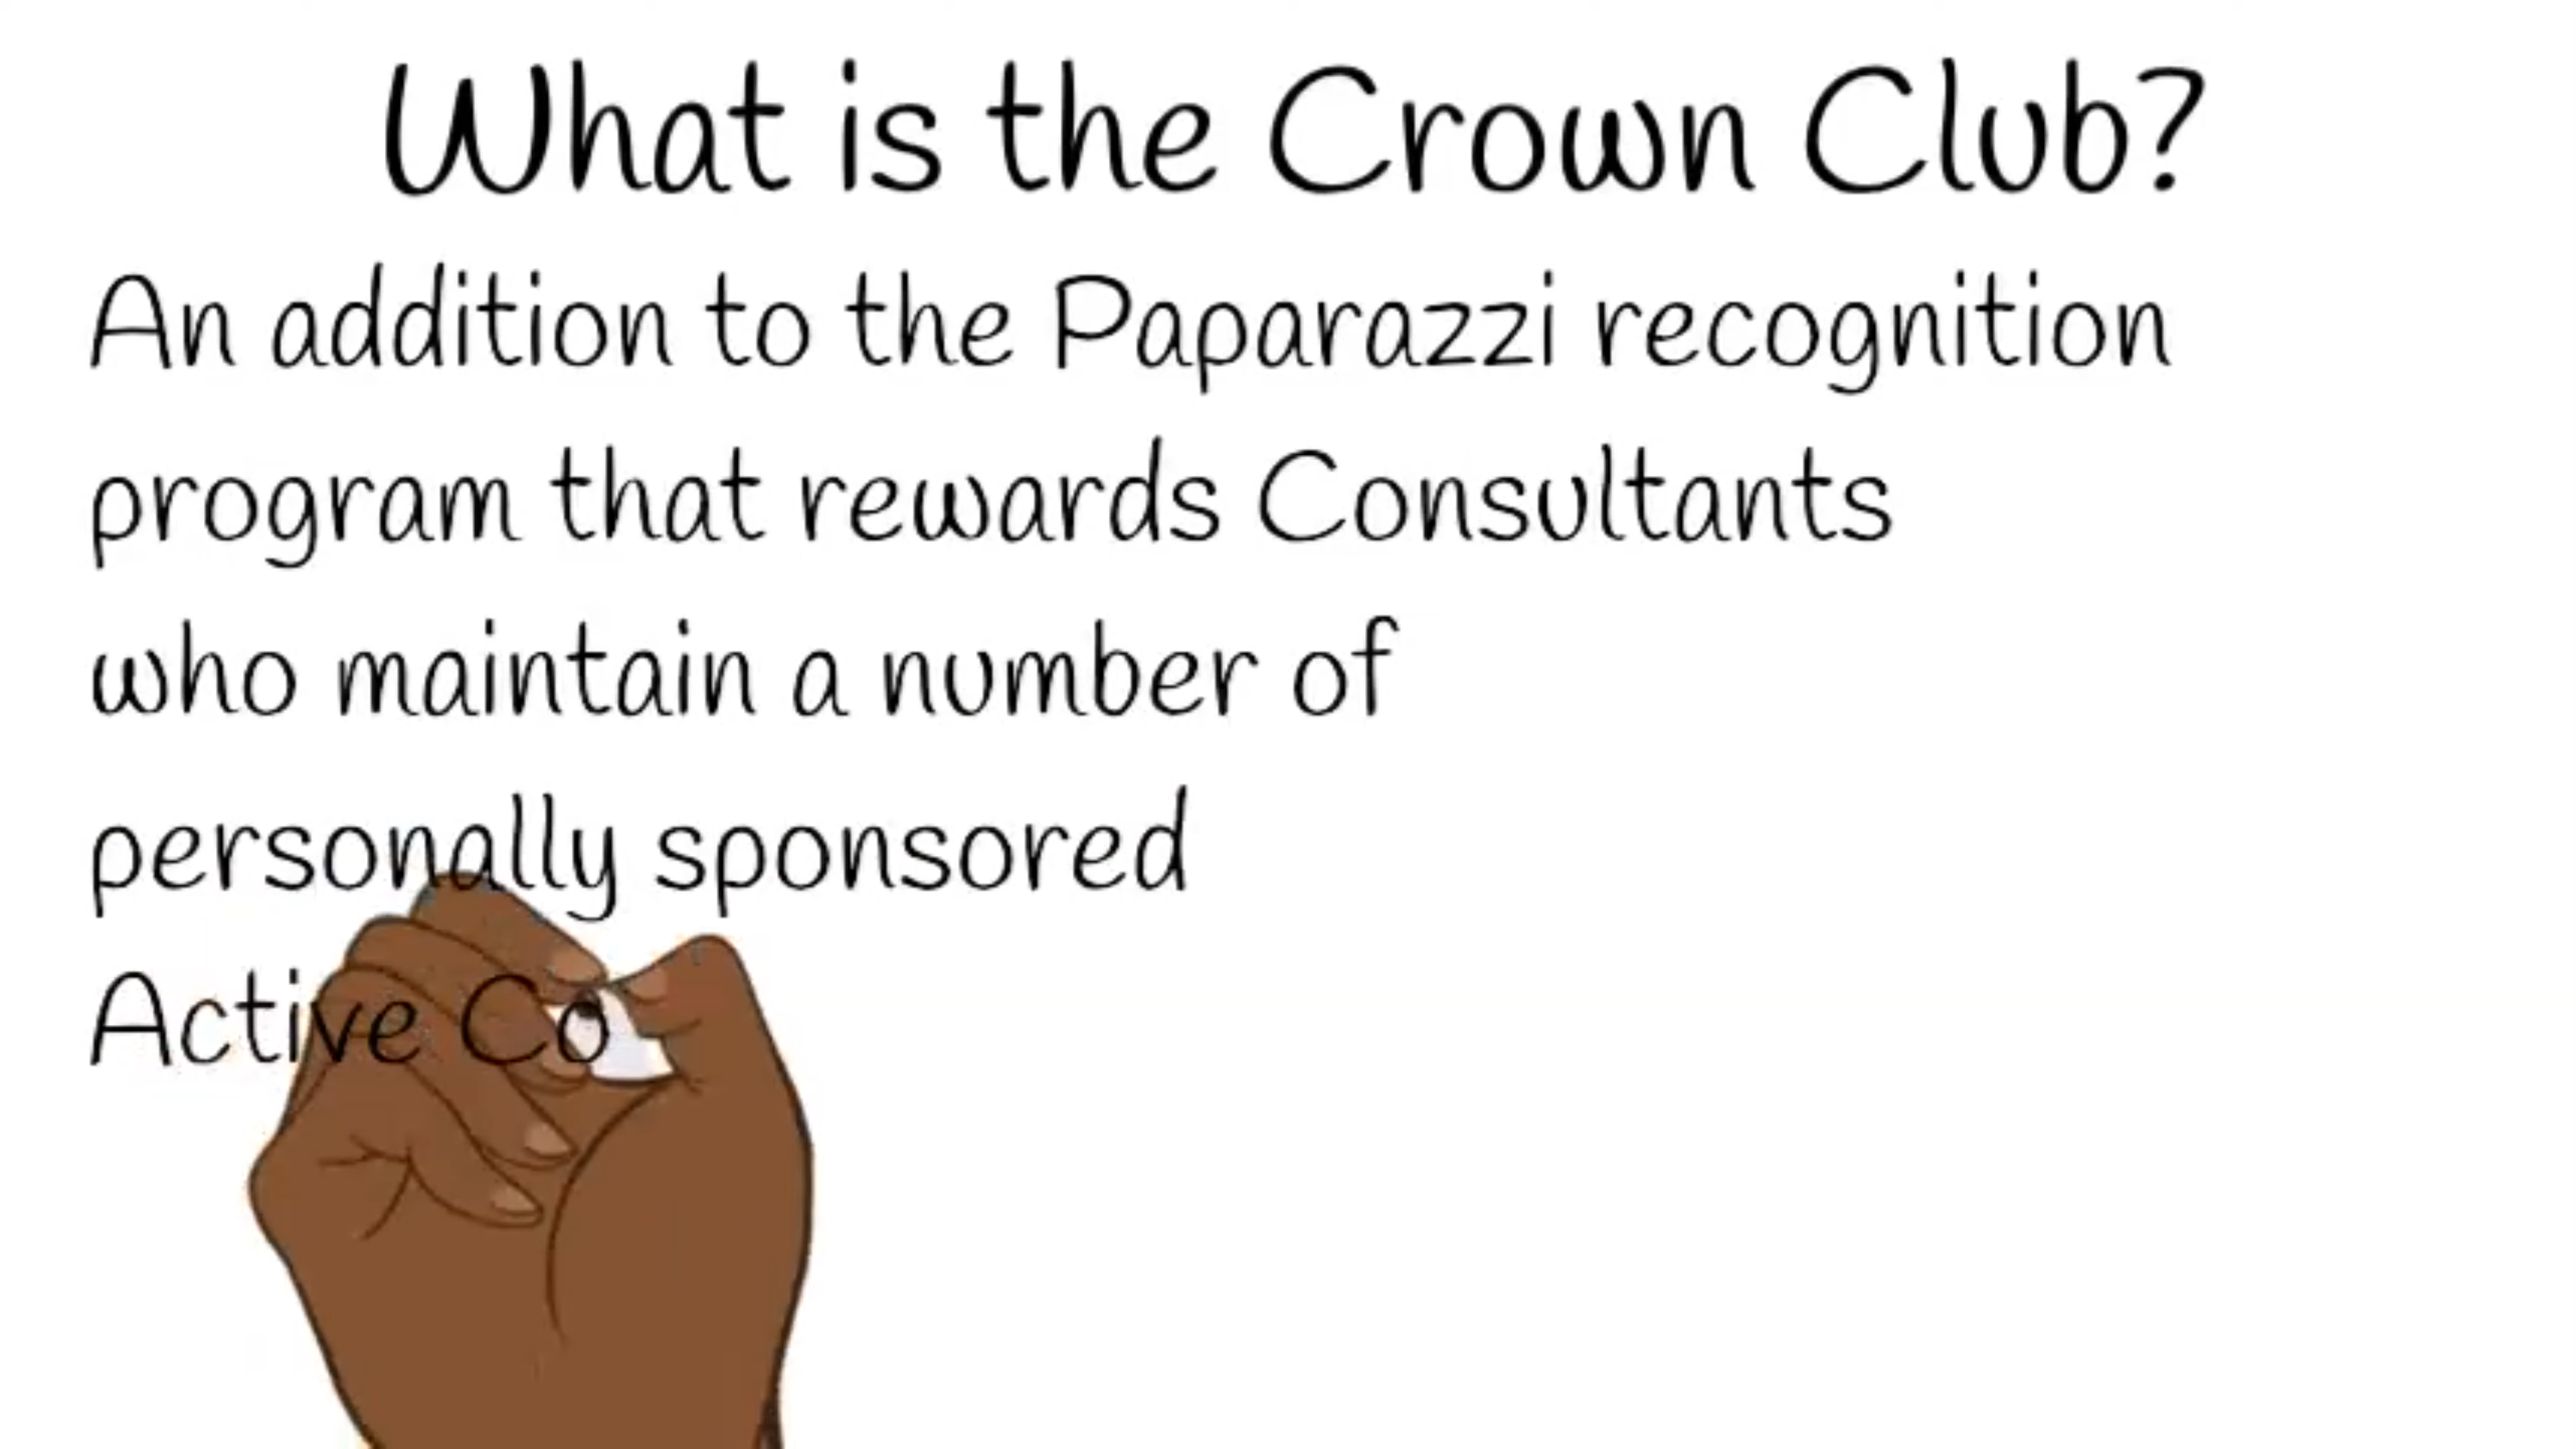 What is the Crown Club?
An addition to the Paparazzi recognition
program that rewards Consultants
who maintain a number of
personally sponsored
Active Co